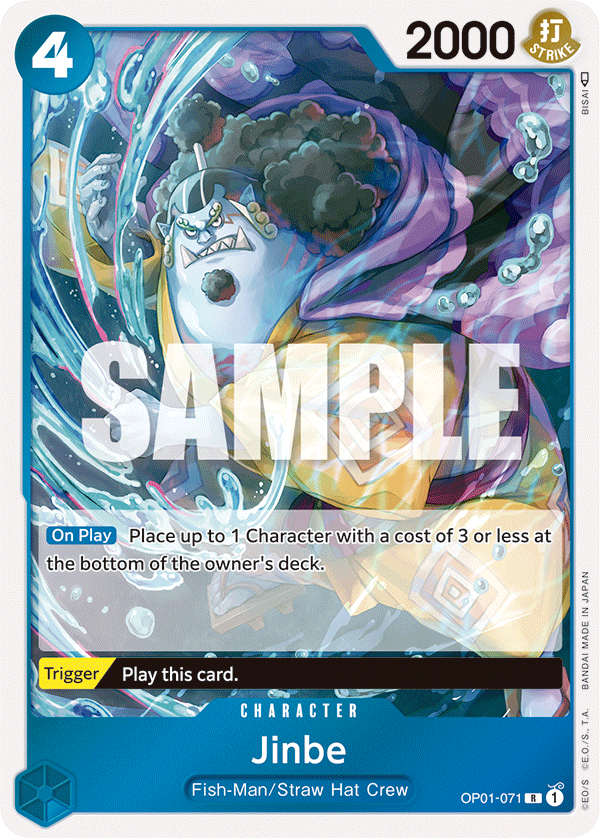 4
2000
打
STRIKE
BISAI
SAMPLE
On Play Place up to 1 Character with a cost of 3 or less at
the bottom of the owner's deck.
Trigger Play this card.
CHARACTER
Jinbe
Fish-Man/Straw Hat Crew
OP01-071 R 1
©EO/S ©E.O./S., T.A. BANDAI MADE IN JAPAN